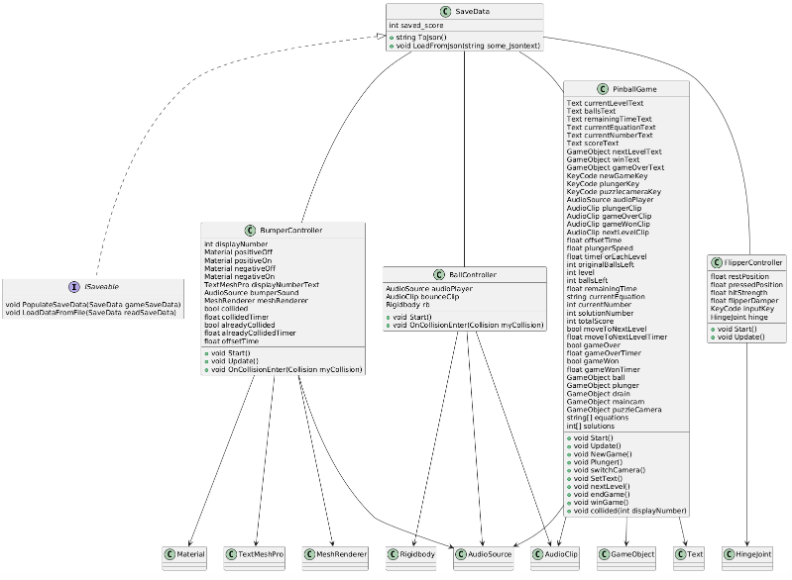 C SaveData
int saved_score
string ToJson()
void LoadFromJson(string some_jsontext)
I ISaveable
void PopulateSaveData(SaveData gameSaveData)
void LoadDataFromFile(SaveData readSaveData)
C BumperController
int displayNumber
Material positiveOff
Material positiveOn
Material negativeOff
Material negativeOn
TextMeshPro displayNumberText
AudioSource bumperSound
MeshRenderer meshRenderer
bool collided
float collidedTimer
bool alreadyCollided
float alreadyCollidedTimer
float offsetTime
void Start()
void Update()
void OnCollisionEnter(Collision myCollision)
C BallController
AudioSource audioPlayer
AudioClip bounceClip
Rigidbody rb
void Start()
void OnCollisionEnter(Collision myCollision)
C PinballGame
Text currentLevelText
Text ballsText
Text remainingTimeText
Text currentEquationText
Text currentNumberText
Text scoreText
GameObject nextLevelText
GameObject winText
GameObject gameOverText
KeyCode newGameKey
KeyCode plungerKey
KeyCode puzzlecameraKey
AudioSource audioPlayer
AudioClip plungerClip
AudioClip gameOverClip
AudioClip gameWonClip
AudioClip nextLevelClip
float offsetTime
float plungerSpeed
float timeForEachLevel
int originalBallsLeft
int level
int ballsLeft
float remainingTime
string currentEquation
int currentNumber
int solutionNumber
int totalScore
bool moveToNextLevel
float moveToNextLevelTimer
bool gameOver
float gameOverTimer
bool gameWon
float gameWonTimer
GameObject ball
GameObject plunger
GameObject drain
GameObject maincam
GameObject puzzleCamera
string[] equations
int[] solutions
void Start()
void Update()
void NewGame()
void Plunger()
void switchCamera()
void SetText()
void nextLevel()
void endGame()
void winGame()
void collided(int displayNumber)
C FlipperController
float restPosition
float pressedPosition
float hitStrength
float flipperDamper
KeyCode inputKey
HingeJoint hinge
void Start()
void Update()
C Material
C TextMeshPro
C MeshRenderer
C Rigidbody
C AudioSource
C AudioClip
C GameObject
C Text
C HingeJoint